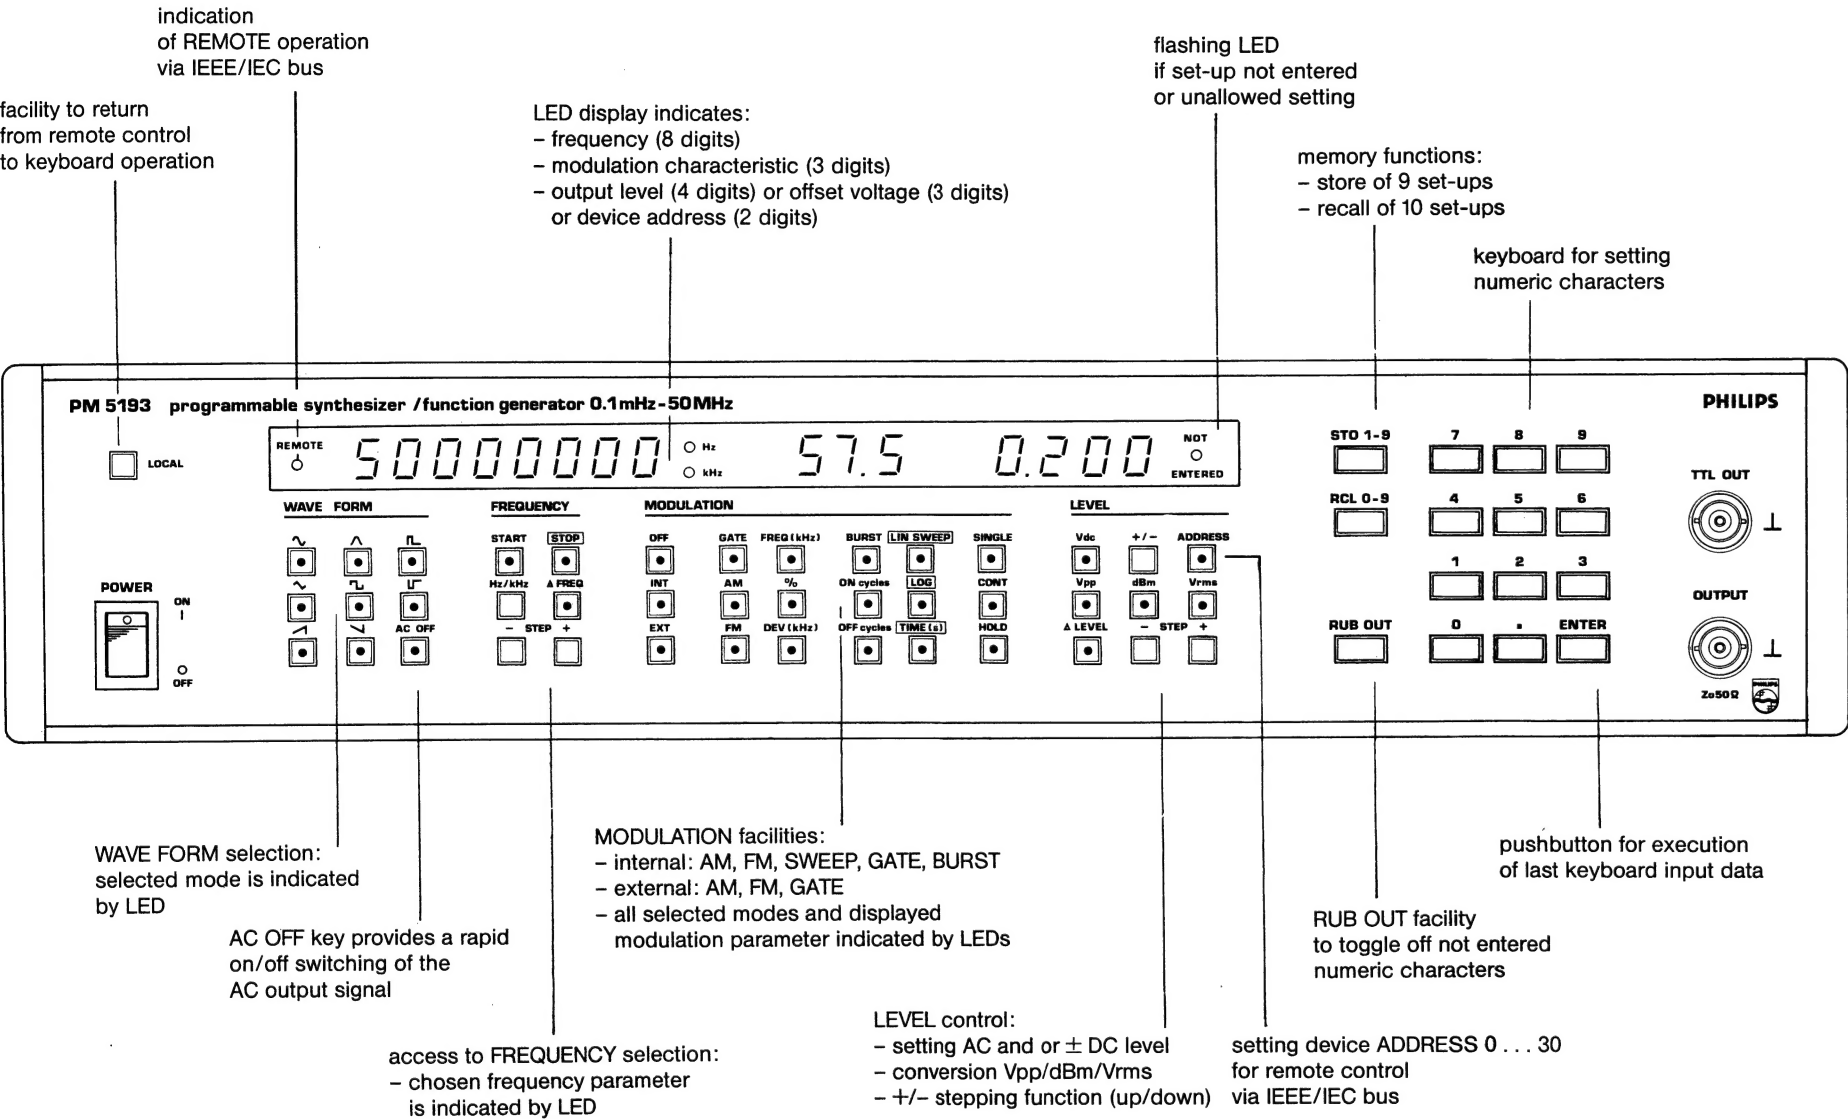 indication
of REMOTE operation
via IEEE/IEC bus
facility to return
from remote control
to keyboard operation
LED display indicates:
– frequency (8 digits)
– modulation characteristic (3 digits)
– output level (4 digits) or offset voltage (3 digits)
or device address (2 digits)
flashing LED
if set-up not entered
or unallowed setting
memory functions:
– store of 9 set-ups
– recall of 10 set-ups
keyboard for setting
numeric characters
PM 5193 programmable synthesizer /function generator 0.1mHz-50MHz
PHILIPS
REMOTE
50000000
Hz
kHz
57.5
0.200
NOT
ENTERED
LOCAL
POWER
ON
OFF
WAVE FORM
AC OFF
FREQUENCY
START STOP
Hz/kHz Δ FREQ
– STEP +
MODULATION
OFF GATE FREQ(kHz) BURST LIN SWEEP SINGLE
INT AM % ON cycles LOG CONT
EXT FM DEV(kHz) OFF cycles TIME(s) HOLD
LEVEL
Vdc +/– ADDRESS
Vpp dBm Vrms
Δ LEVEL – STEP +
STO 1-9 7 8 9
RCL 0-9 4 5 6
1 2 3
RUB OUT 0 . ENTER
TTL OUT
OUTPUT
Zo50Ω
PHILIPS
WAVE FORM selection:
selected mode is indicated
by LED
AC OFF key provides a rapid
on/off switching of the
AC output signal
access to FREQUENCY selection:
– chosen frequency parameter
is indicated by LED
MODULATION facilities:
– internal: AM, FM, SWEEP, GATE, BURST
– external: AM, FM, GATE
– all selected modes and displayed
modulation parameter indicated by LEDs
LEVEL control:
– setting AC and or ± DC level
– conversion Vpp/dBm/Vrms
– +/– stepping function (up/down)
setting device ADDRESS 0 . . . 30
for remote control
via IEEE/IEC bus
RUB OUT facility
to toggle off not entered
numeric characters
pushbutton for execution
of last keyboard input data